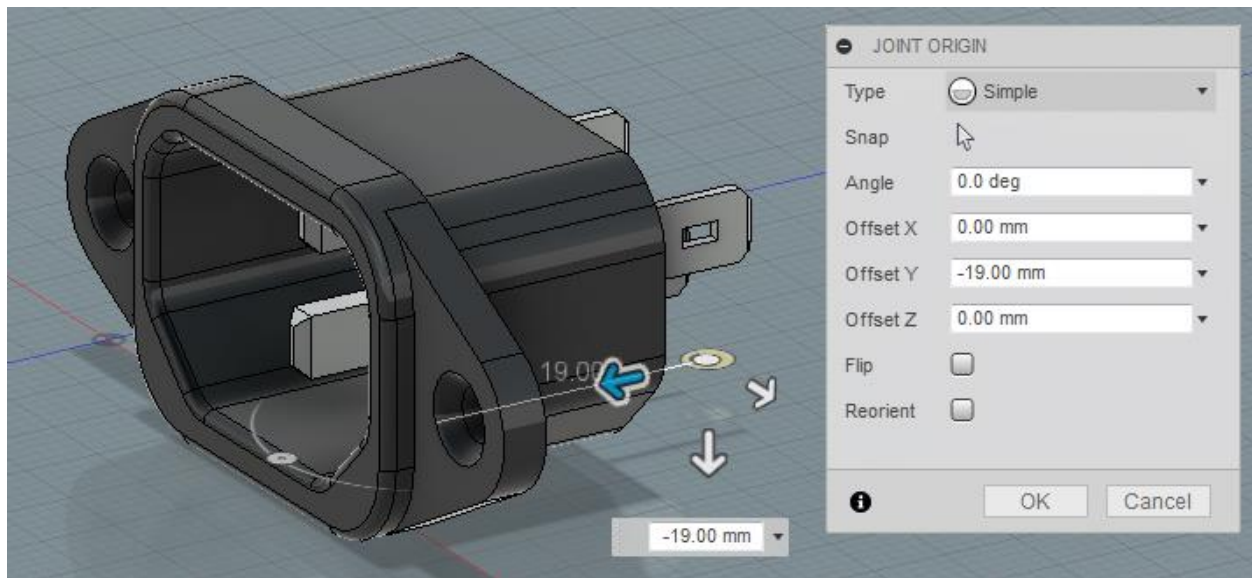 JOINT ORIGIN
Type Simple
Snap
Angle 0.0 deg
Offset X 0.00 mm
Offset Y -19.00 mm
Offset Z 0.00 mm
Flip
Reorient
OK Cancel
19.00
-19.00 mm